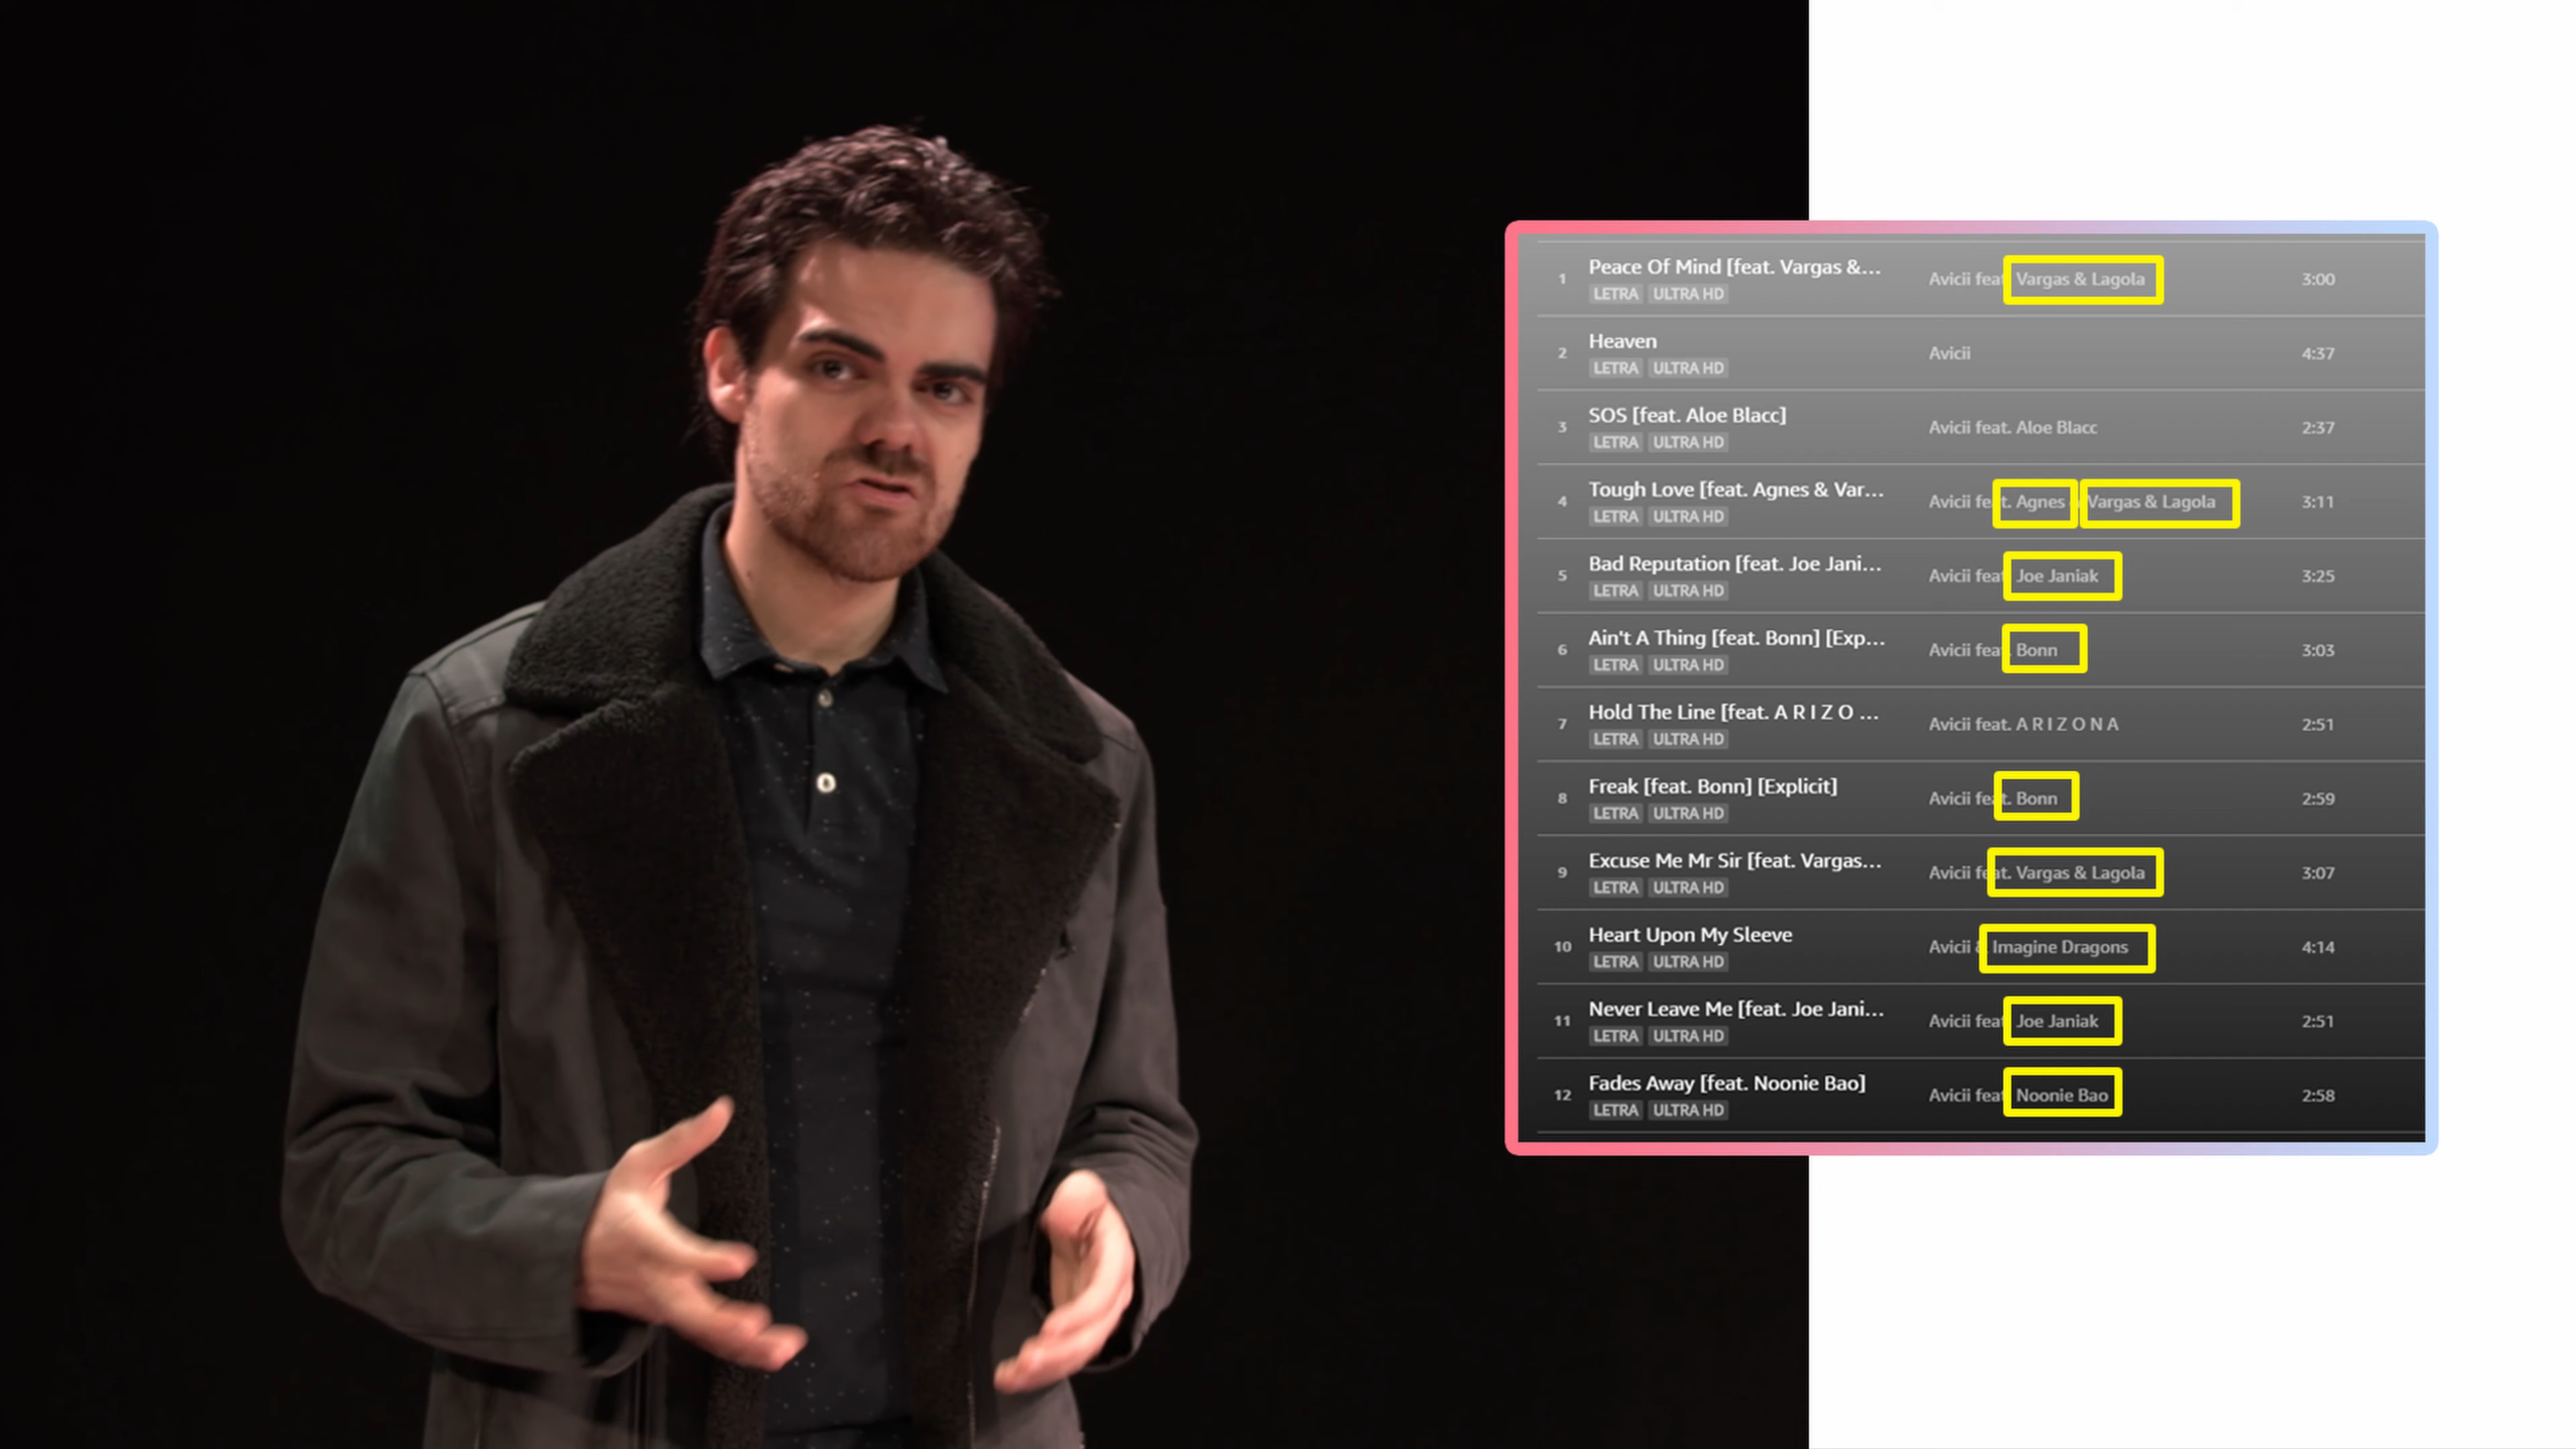 1 Peace Of Mind [feat. Vargas &... Avicii feat Vargas & Lagola 3:00
LETRA ULTRA HD
2 Heaven Avicii 4:37
LETRA ULTRA HD
3 SOS [feat. Aloe Blacc] Avicii feat. Aloe Blacc 2:37
LETRA ULTRA HD
4 Tough Love [feat. Agnes & Var... Avicii feat. Agnes Vargas & Lagola 3:11
LETRA ULTRA HD
5 Bad Reputation [feat. Joe Jani... Avicii feat Joe Janiak 3:25
LETRA ULTRA HD
6 Ain't A Thing [feat. Bonn] [Exp... Avicii feat. Bonn 3:03
LETRA ULTRA HD
7 Hold The Line [feat. A R I Z O ... Avicii feat. A R I Z O N A 2:51
LETRA ULTRA HD
8 Freak [feat. Bonn] [Explicit] Avicii feat. Bonn 2:59
LETRA ULTRA HD
9 Excuse Me Mr Sir [feat. Vargas... Avicii feat. Vargas & Lagola 3:07
LETRA ULTRA HD
10 Heart Upon My Sleeve Avicii & Imagine Dragons 4:14
LETRA ULTRA HD
11 Never Leave Me [feat. Joe Jani... Avicii feat Joe Janiak 2:51
LETRA ULTRA HD
12 Fades Away [feat. Noonie Bao] Avicii feat Noonie Bao 2:58
LETRA ULTRA HD